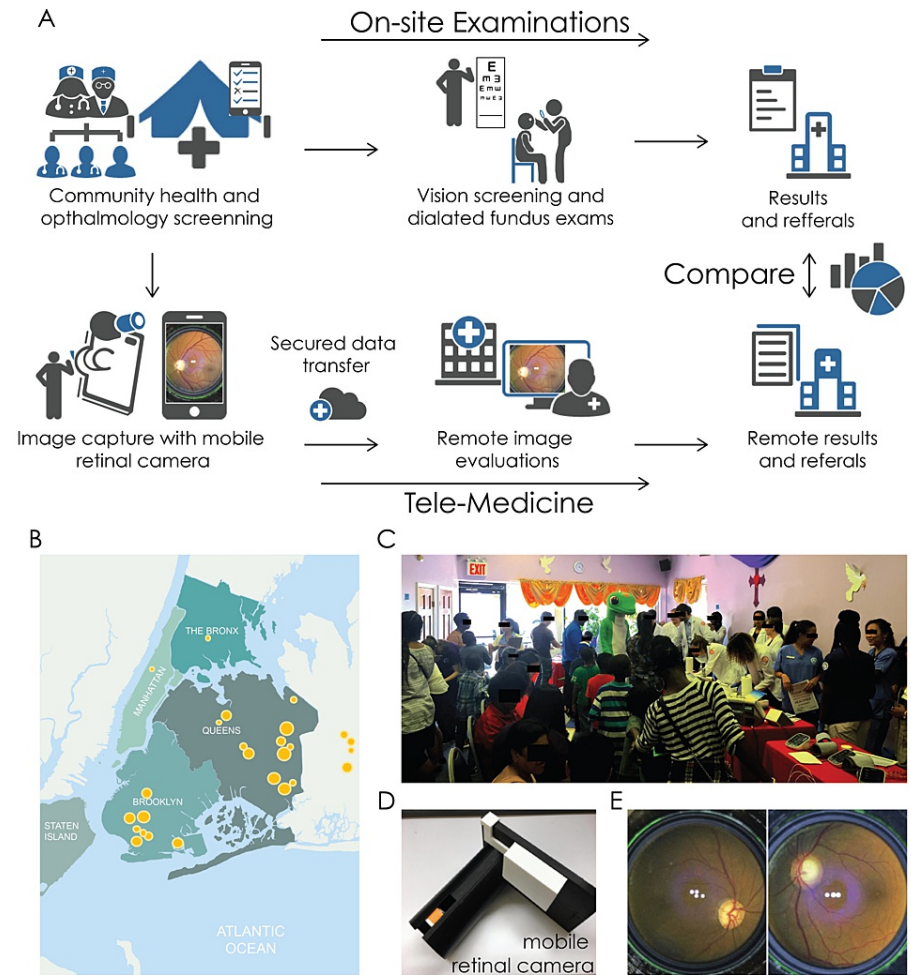 A
On-site Examinations
E
Community health and
opthalmology screenning
Vision screening and
dialated fundus exams
Results
and refferals
Compare
Secured data
transfer
Image capture with mobile
retinal camera
Remote image
evaluations
Remote results
and referals
Tele-Medicine
B
THE BRONX
MANHATTAN
QUEENS
BROOKLYN
STATEN
ISLAND
ATLANTIC
OCEAN
C
EXIT
D
mobile
retinal camera
E